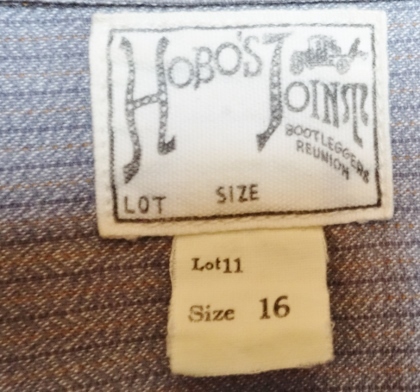 HOBO'S JOINT
BOOTLEGGERS
REUNION
LOT SIZE
Lot11
Size 16